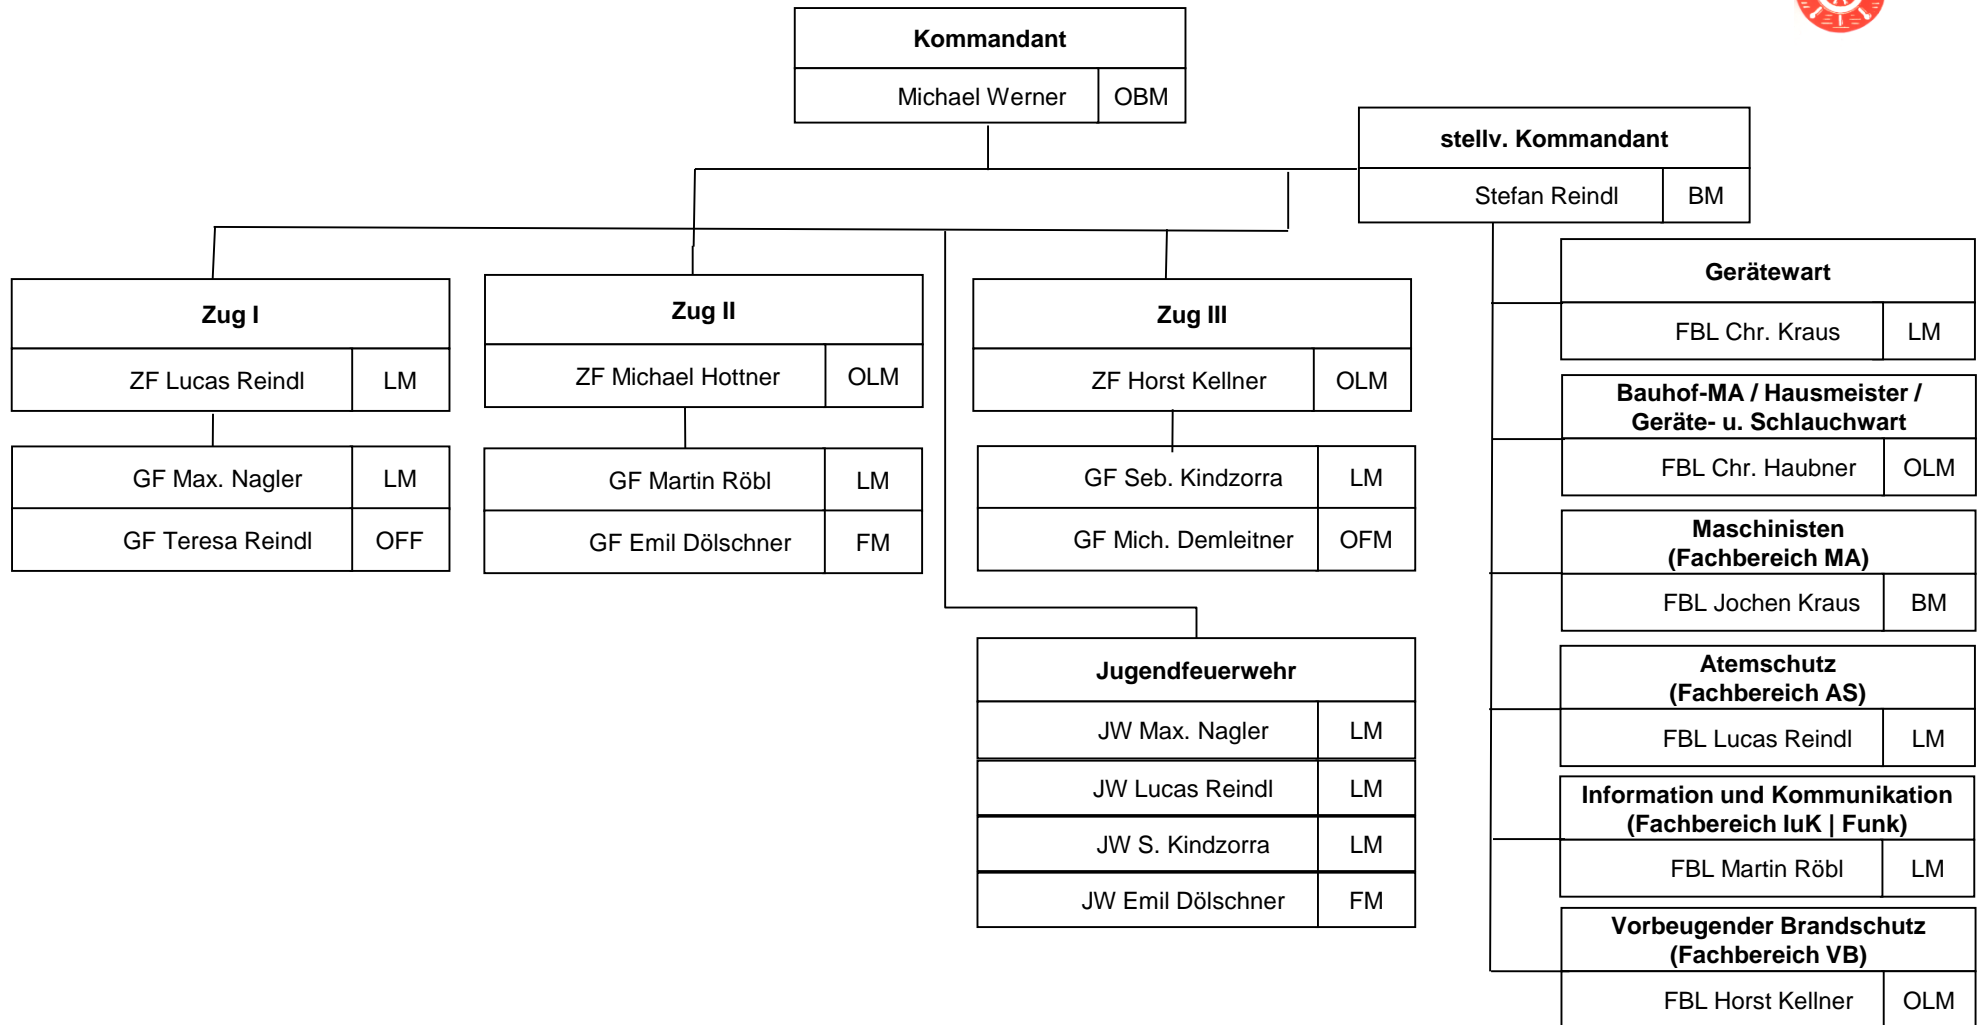 Kommandant
Michael Werner OBM
stellv. Kommandant
Stefan Reindl BM
Zug I
ZF Lucas Reindl LM
GF Max. Nagler LM
GF Teresa Reindl OFF
Zug II
ZF Michael Hottner OLM
GF Martin Röbl LM
GF Emil Dölschner FM
Zug III
ZF Horst Kellner OLM
GF Seb. Kindzorra LM
GF Mich. Demleitner OFM
Jugendfeuerwehr
JW Max. Nagler LM
JW Lucas Reindl LM
JW S. Kindzorra LM
JW Emil Dölschner FM
Gerätewart
FBL Chr. Kraus LM
Bauhof-MA / Hausmeister /
Geräte- u. Schlauchwart
FBL Chr. Haubner OLM
Maschinisten
(Fachbereich MA)
FBL Jochen Kraus BM
Atemschutz
(Fachbereich AS)
FBL Lucas Reindl LM
Information und Kommunikation
(Fachbereich IuK | Funk)
FBL Martin Röbl LM
Vorbeugender Brandschutz
(Fachbereich VB)
FBL Horst Kellner OLM